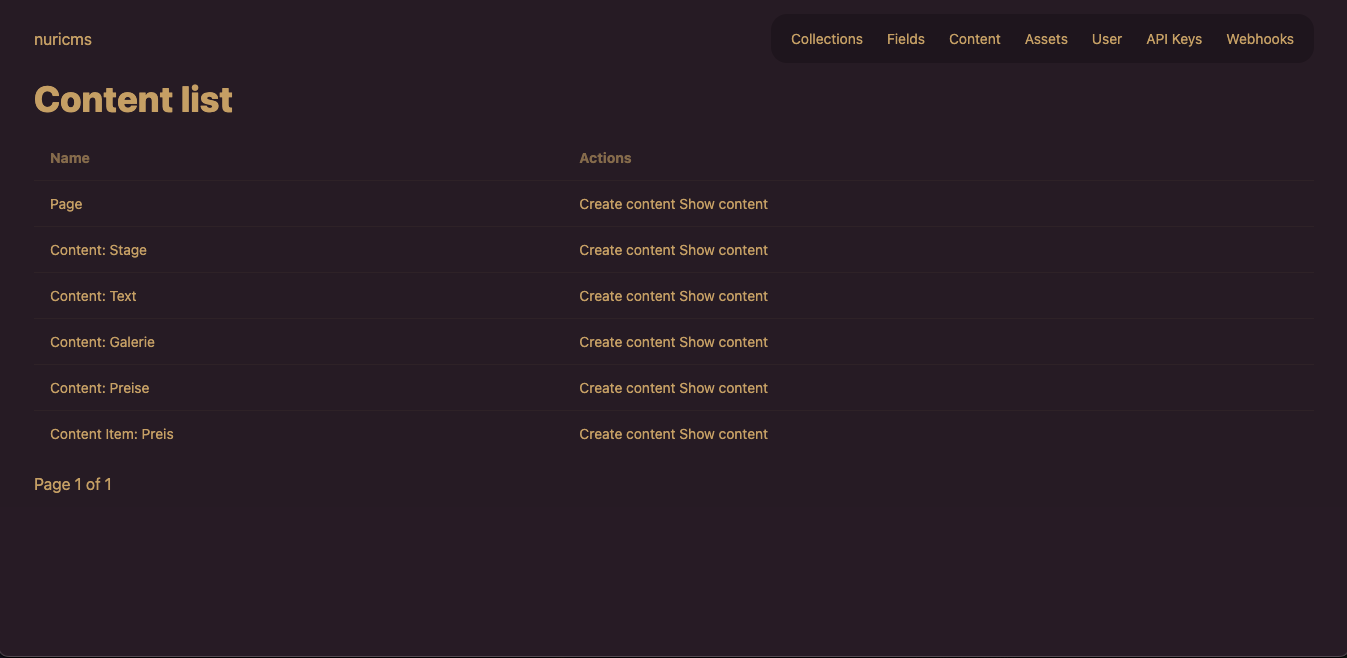 nuricms
Collections Fields Content Assets User API Keys Webhooks
Content list
Name Actions
Page Create content Show content
Content: Stage Create content Show content
Content: Text Create content Show content
Content: Galerie Create content Show content
Content: Preise Create content Show content
Content Item: Preis Create content Show content
Page 1 of 1